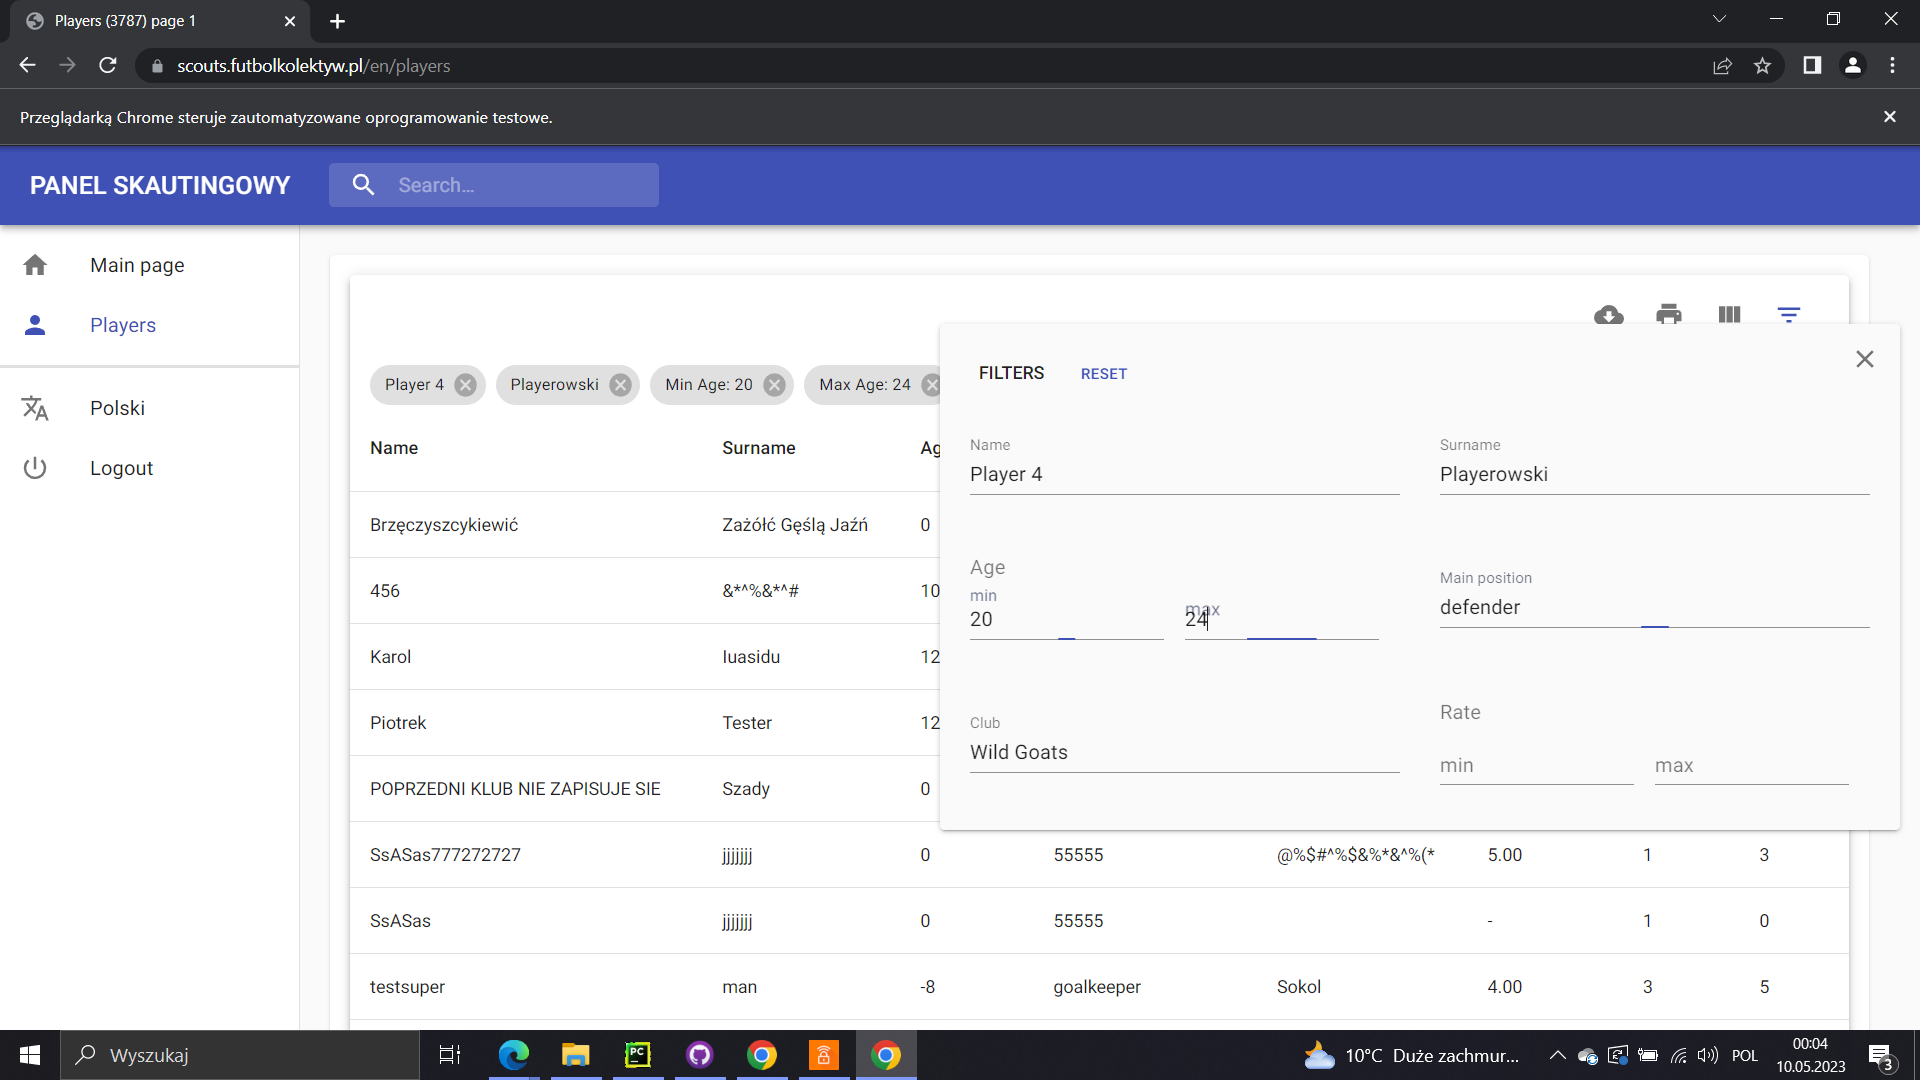 Players (3787) page 1
scouts.futbolkolektyw.pl/en/players
Przeglądarką Chrome steruje zautomatyzowane oprogramowanie testowe.
PANEL SKAUTINGOWY
Search...
Main page
Players
Polski
Logout
Player 4
Playerowski
Min Age: 20
Max Age: 24
FILTERS
RESET
Name
Player 4
Surname
Playerowski
Age
min
20
max
24
Main position
defender
Club
Wild Goats
Rate
min
max
Name Surname Ag
Brzęczyszcykiewić Zażółć Gęślą Jaźń 0
456 &*^%&*^# 10
Karol Iuasidu 12
Piotrek Tester 12
POPRZEDNI KLUB NIE ZAPISUJE SIE Szady 0
SsASas777272727 jjjjjjj 0 55555 @%$#^%$&%*&^%(* 5.00 1 3
SsASas jjjjjjj 0 55555 - 1 0
testsuper man -8 goalkeeper Sokol 4.00 3 5
Wyszukaj
PC
10°C Duże zachmur...
POL
00:04
10.05.2023
3